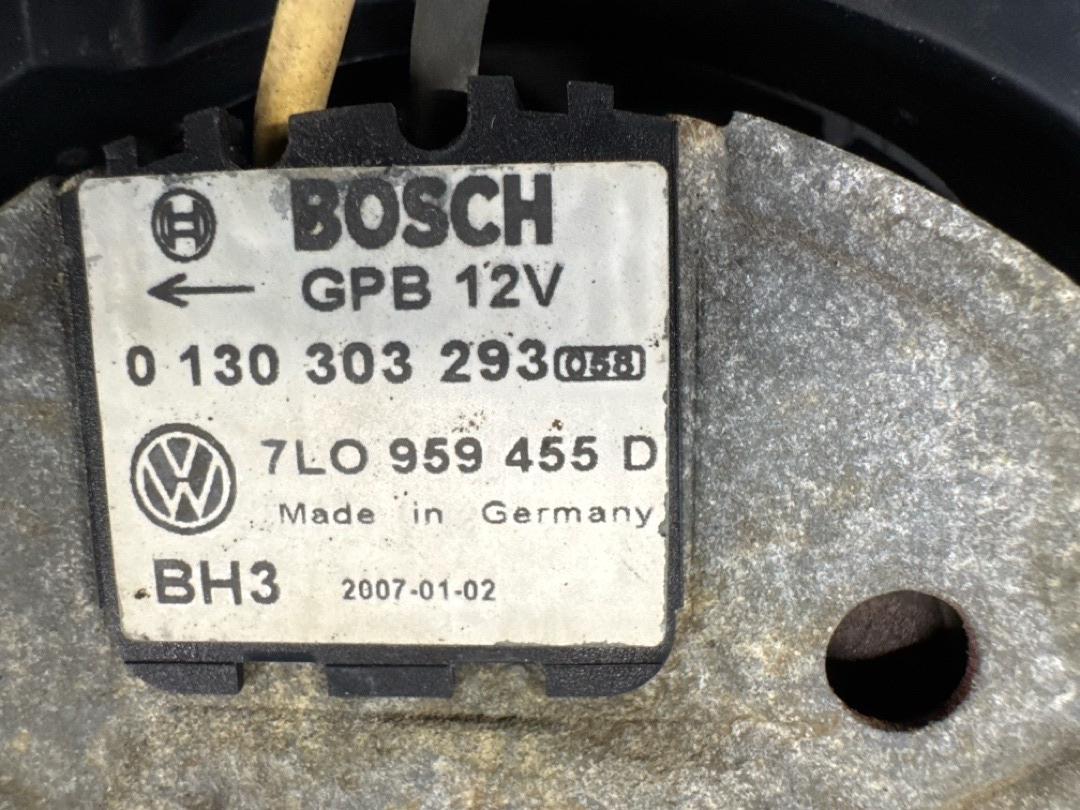 BOSCH
← GPB 12V
0 130 303 293 058
7L0 959 455 D
Made in Germany
BH3 2007-01-02